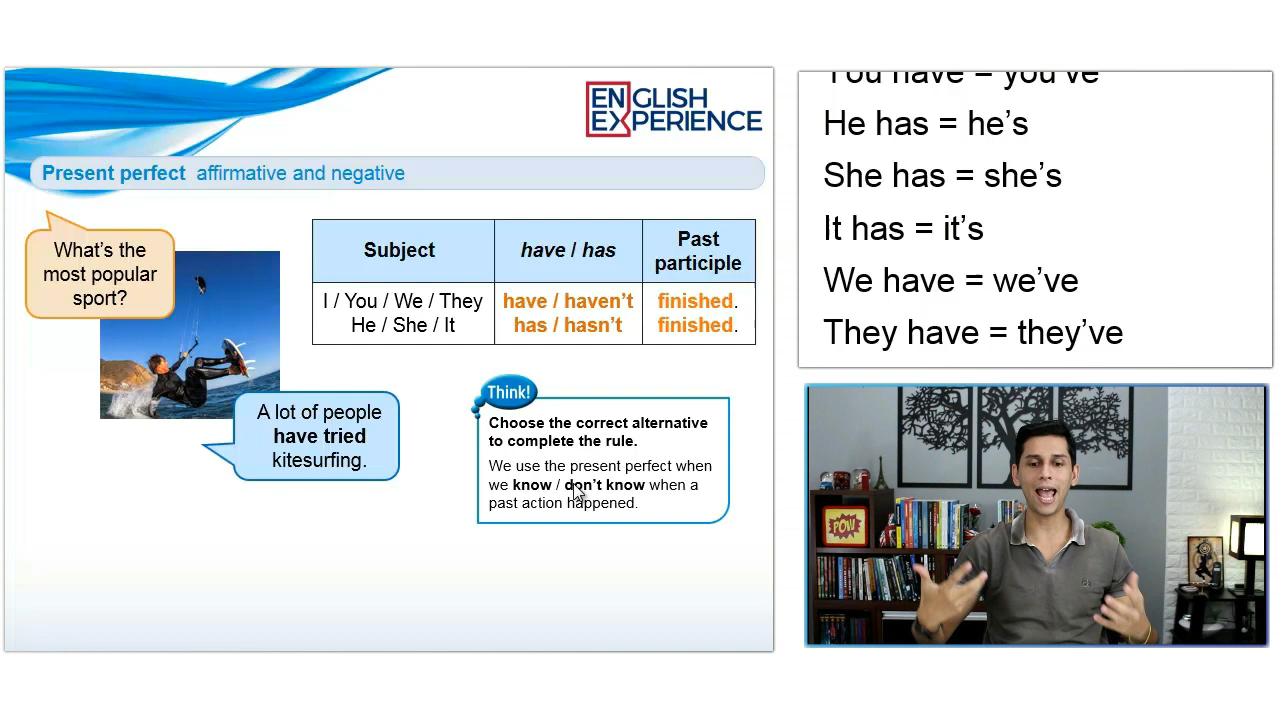 ENGLISH
EXPERIENCE
Present perfect affirmative and negative
What's the
most popular
sport?
Subject
have / has
Past
participle
I / You / We / They
He / She / It
have / haven't
has / hasn't
finished.
finished.
A lot of people
have tried
kitesurfing.
Think!
Choose the correct alternative
to complete the rule.
We use the present perfect when
we know / don't know when a
past action happened.
You have = you've
He has = he's
She has = she's
It has = it's
We have = we've
They have = they've
POW